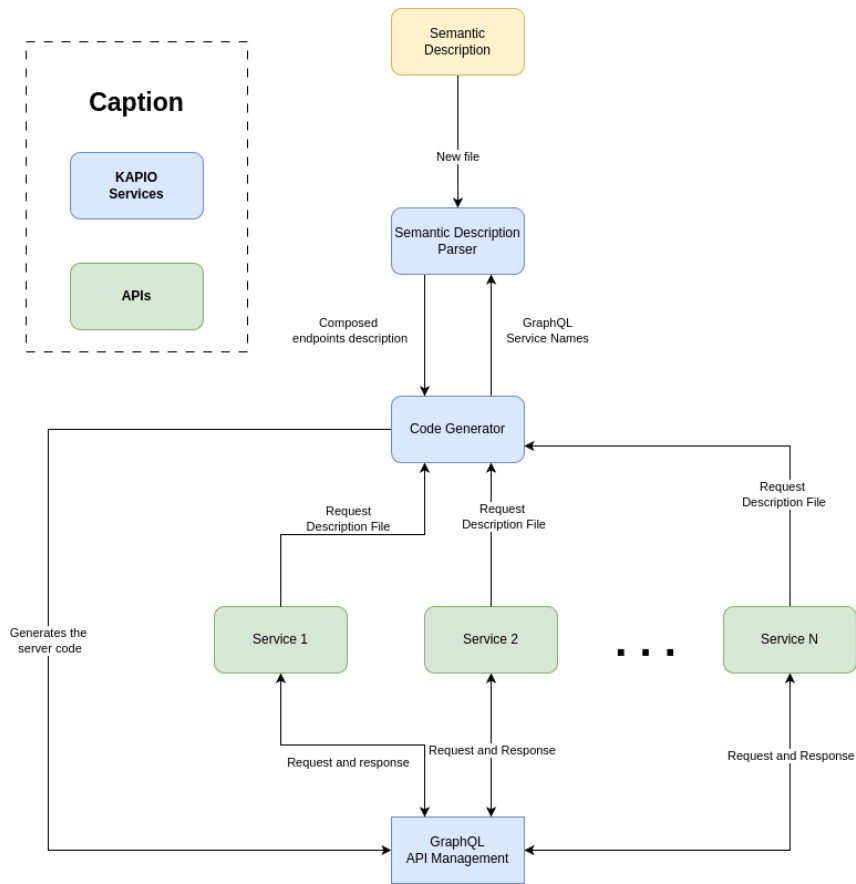 Semantic
Description
Caption
KAPIO
Services
APIs
New file
Semantic Description
Parser
Composed
endpoints description
GraphQL
Service Names
Code Generator
Request
Description File
Request
Description File
Request
Description File
Generates the
server code
Service 1
Service 2
. . .
Service N
Request and response
Request and Response
Request and Response
GraphQL
API Management